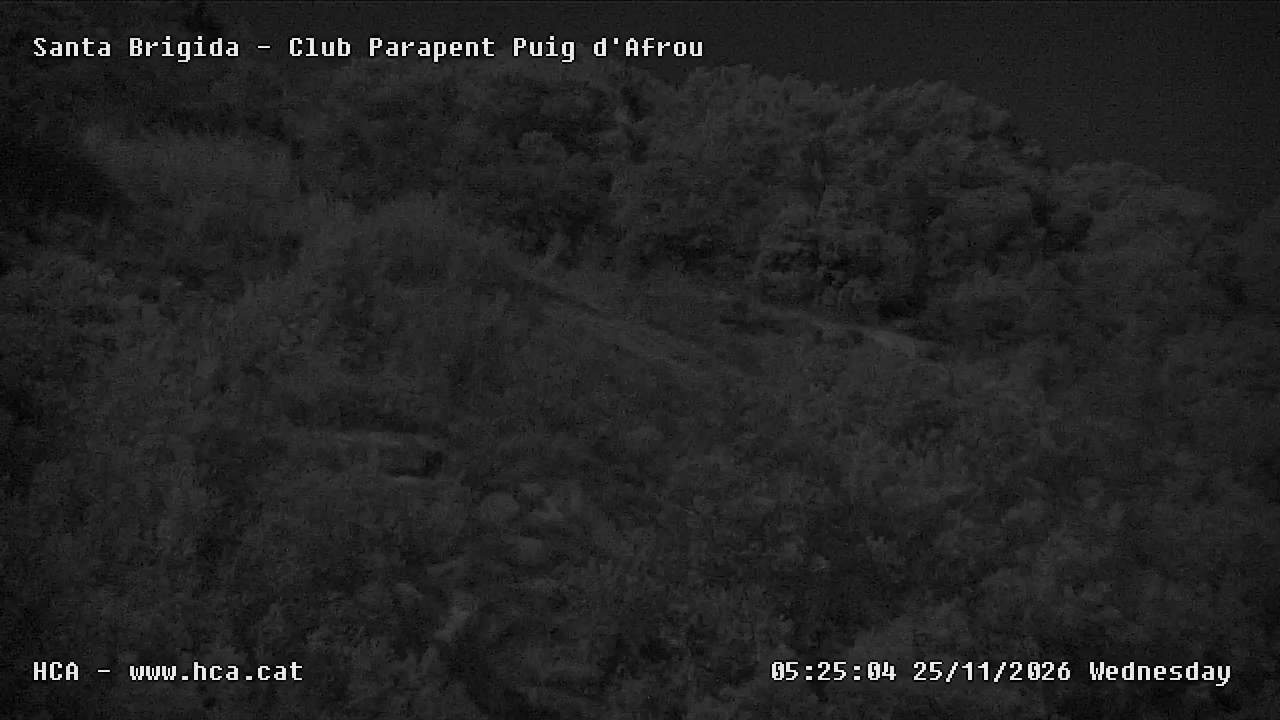 Santa Brigida - Club Parapent Puig d'Afrou
HCA - www.hca.cat
05:25:04 25/11/2026 Wednesday